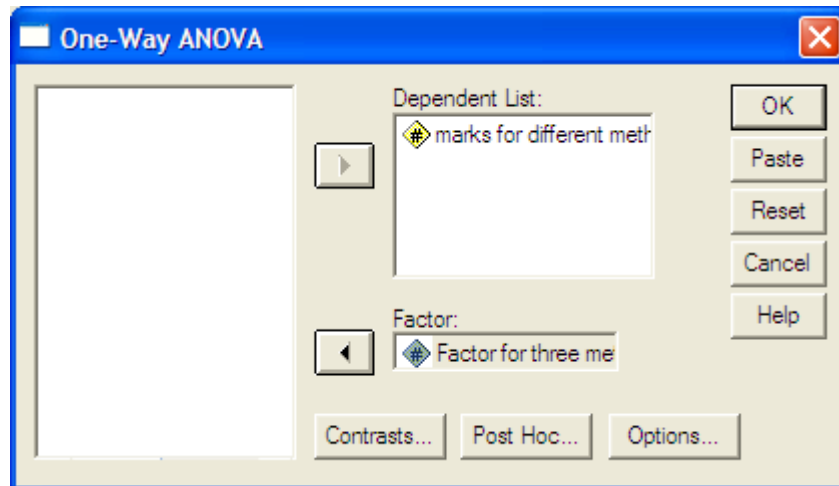 One-Way ANOVA
Dependent List:
# marks for different meth
Factor:
# Factor for three me
OK
Paste
Reset
Cancel
Help
Contrasts...
Post Hoc...
Options...